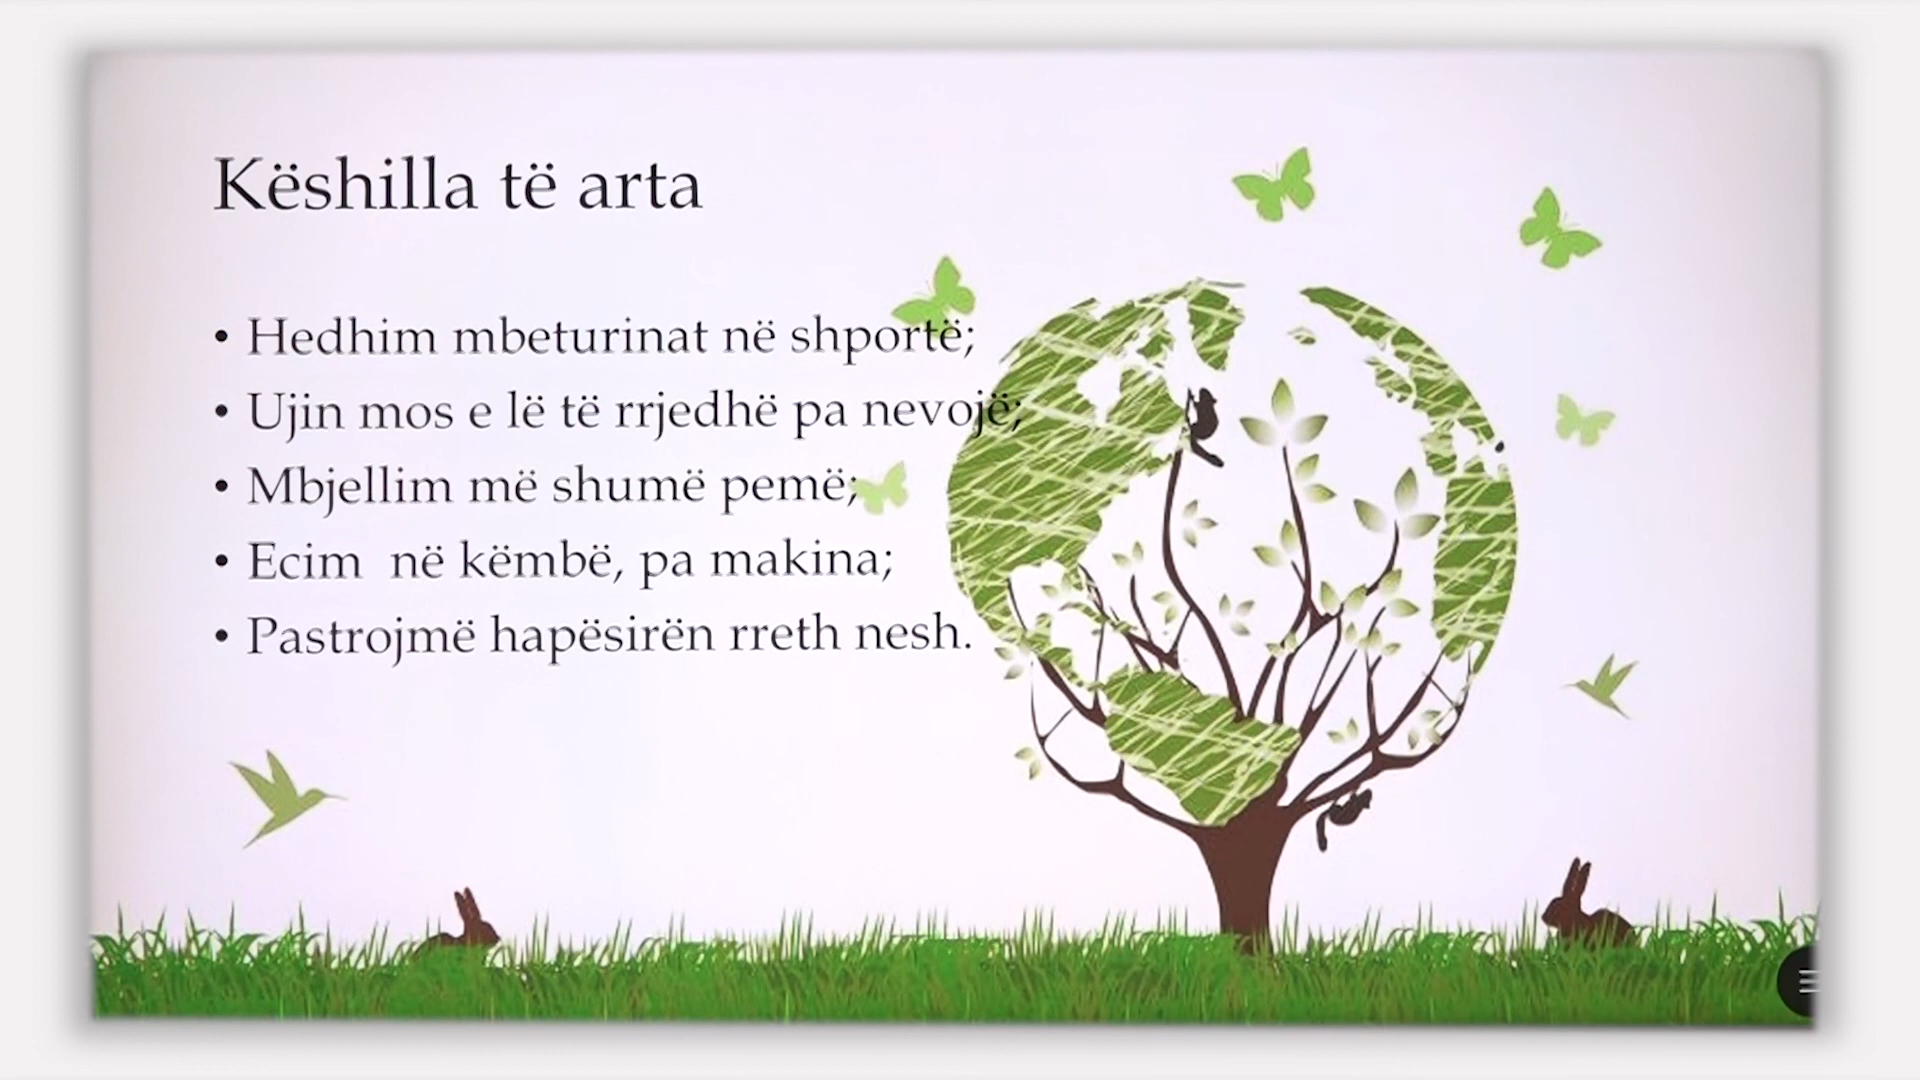 Këshilla të arta
• Hedhim mbeturinat në shportë;
• Ujin mos e lë të rrjedhë pa nevojë;
• Mbjellim më shumë pemë;
• Ecim në këmbë, pa makina;
• Pastrojmë hapësirën rreth nesh.